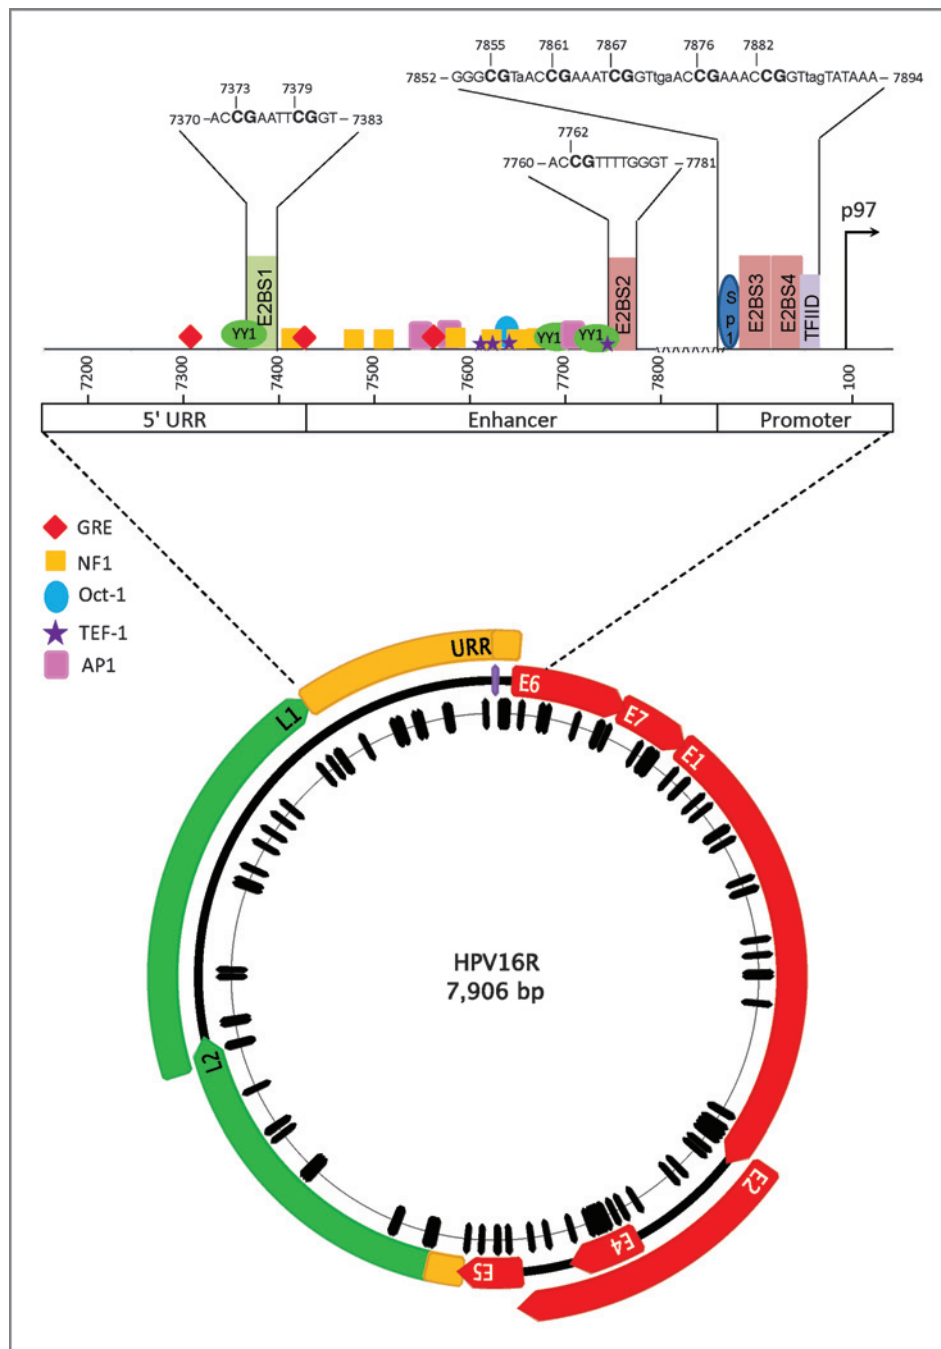 7855 7861 7867 7876 7882
7852 – GGGCGTaACCGAAATCGGTtgaACCGAAACCGGTtagTATAAA – 7894
7373 7379
7370 –ACCGAATTCGGT– 7383
7762
7760 – ACCGTTTTGGGT – 7781
p97
E2BS1
E2BS2
Sp1
E2BS3
E2BS4
TFIID
YY1
YY1
YY1
7200 7300 7400 7500 7600 7700 7800 100
5' URR Enhancer Promoter
GRE
NF1
Oct-1
TEF-1
AP1
URR
E6
E7
E1
L1
HPV16R
7,906 bp
L2
E2
E4
E5